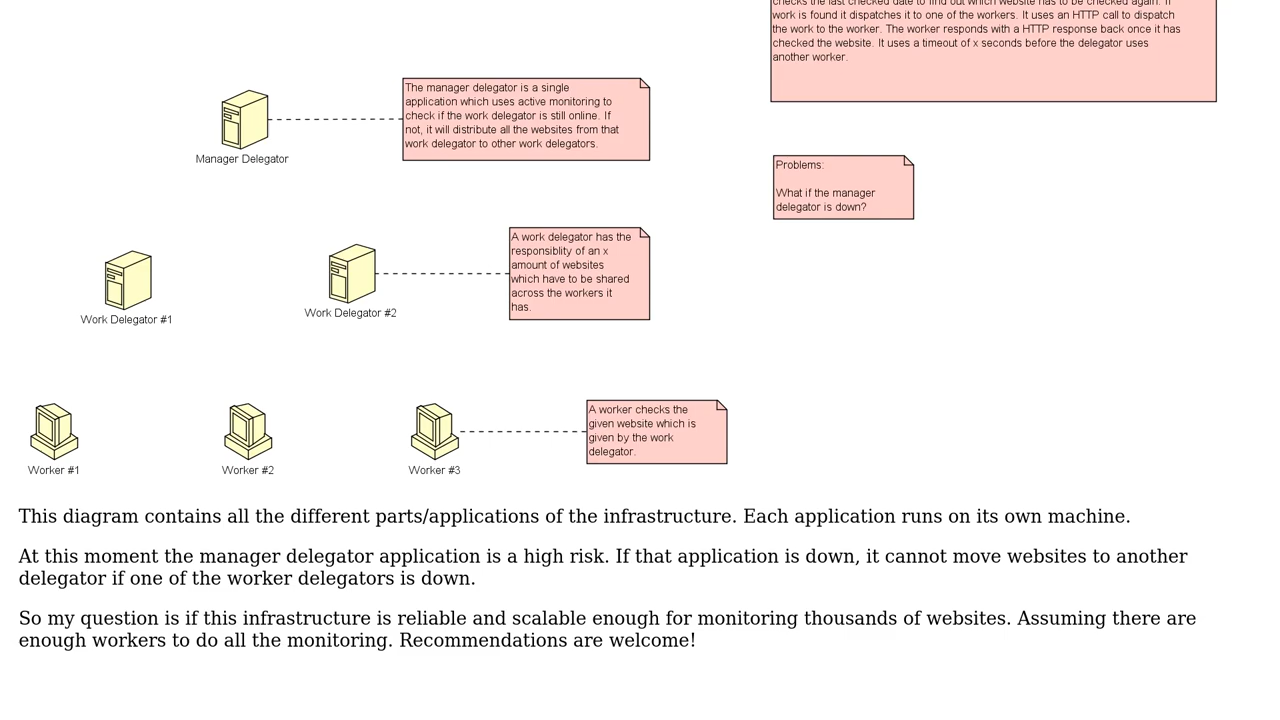 checks the last checked date to find out which website has to be checked again. If
work is found it dispatches it to one of the workers. It uses an HTTP call to dispatch
the work to the worker. The worker responds with a HTTP response back once it has
checked the website. It uses a timeout of x seconds before the delegator uses
another worker.
The manager delegator is a single
application which uses active monitoring to
check if the work delegator is still online. If
not, it will distribute all the websites from that
work delegator to other work delegators.
Manager Delegator
Problems:
What if the manager
delegator is down?
A work delegator has the
responsiblity of an x
amount of websites
which have to be shared
across the workers it
has.
Work Delegator #1
Work Delegator #2
A worker checks the
given website which is
given by the work
delegator.
Worker #1
Worker #2
Worker #3
This diagram contains all the different parts/applications of the infrastructure. Each application runs on its own machine.
At this moment the manager delegator application is a high risk. If that application is down, it cannot move websites to another
delegator if one of the worker delegators is down.
So my question is if this infrastructure is reliable and scalable enough for monitoring thousands of websites. Assuming there are
enough workers to do all the monitoring. Recommendations are welcome!